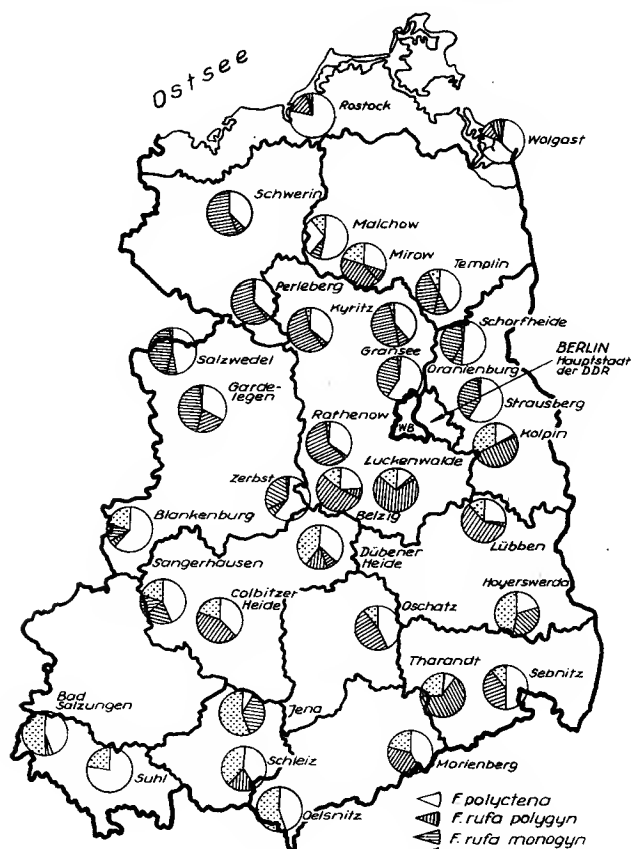 Ostsee
Rostock
Wolgast
Schwerin
Malchow
Mirow
Templin
Perleberg
Kyritz
Gransee
Schorfheide
BERLIN
Hauptstadt
der DDR
Salzwedel
Oranienburg
Garde-
legen
Strausberg
WB
Rathenow
Kolpin
Luckenwalde
Zerbst
Belzig
Blankenburg
Lübben
Dübener
Heide
Sangerhausen
Hoyerswerda
Colbitzer
Heide
Oschatz
Tharandt
Sebnitz
Bad
Salzungen
Jena
Schleiz
Suhl
Marienberg
Oelsnitz
F. polyctena
F. rufa polygyn
F. rufa monogyn